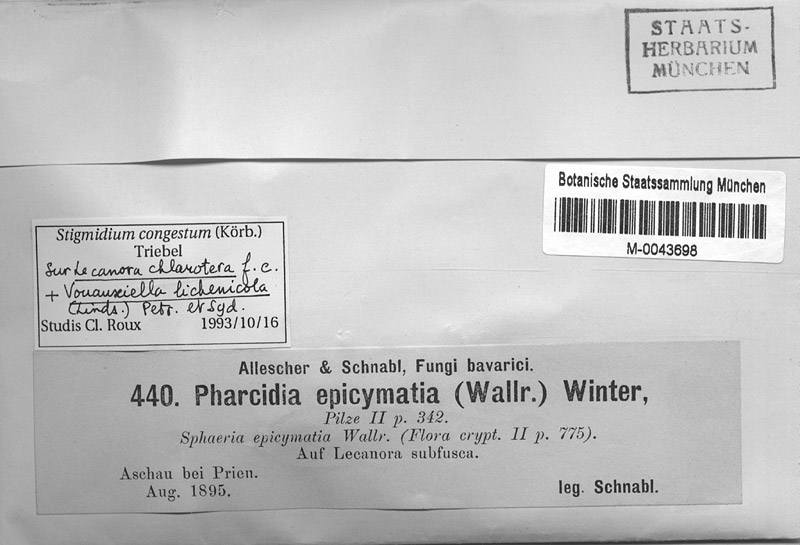 STAATS-
HERBARIUM
MÜNCHEN
Botanische Staatssammlung München
M-0043698
Stigmidium congestum (Körb.)
Triebel
Sur Lecanora chlarotera f. c.
+ Vouauxiella lichenicola
(Linds.) Petr. et Syd.
Studis Cl. Roux 1993/10/16
Allescher & Schnabl, Fungi bavarici.
440. Pharcidia epicymatia (Wallr.) Winter,
Pilze II p. 342.
Sphaeria epicymatia Wallr. (Flora crypt. II p. 775).
Auf Lecanora subfusca.
Aschau bei Prien.
Aug. 1895.
leg. Schnabl.